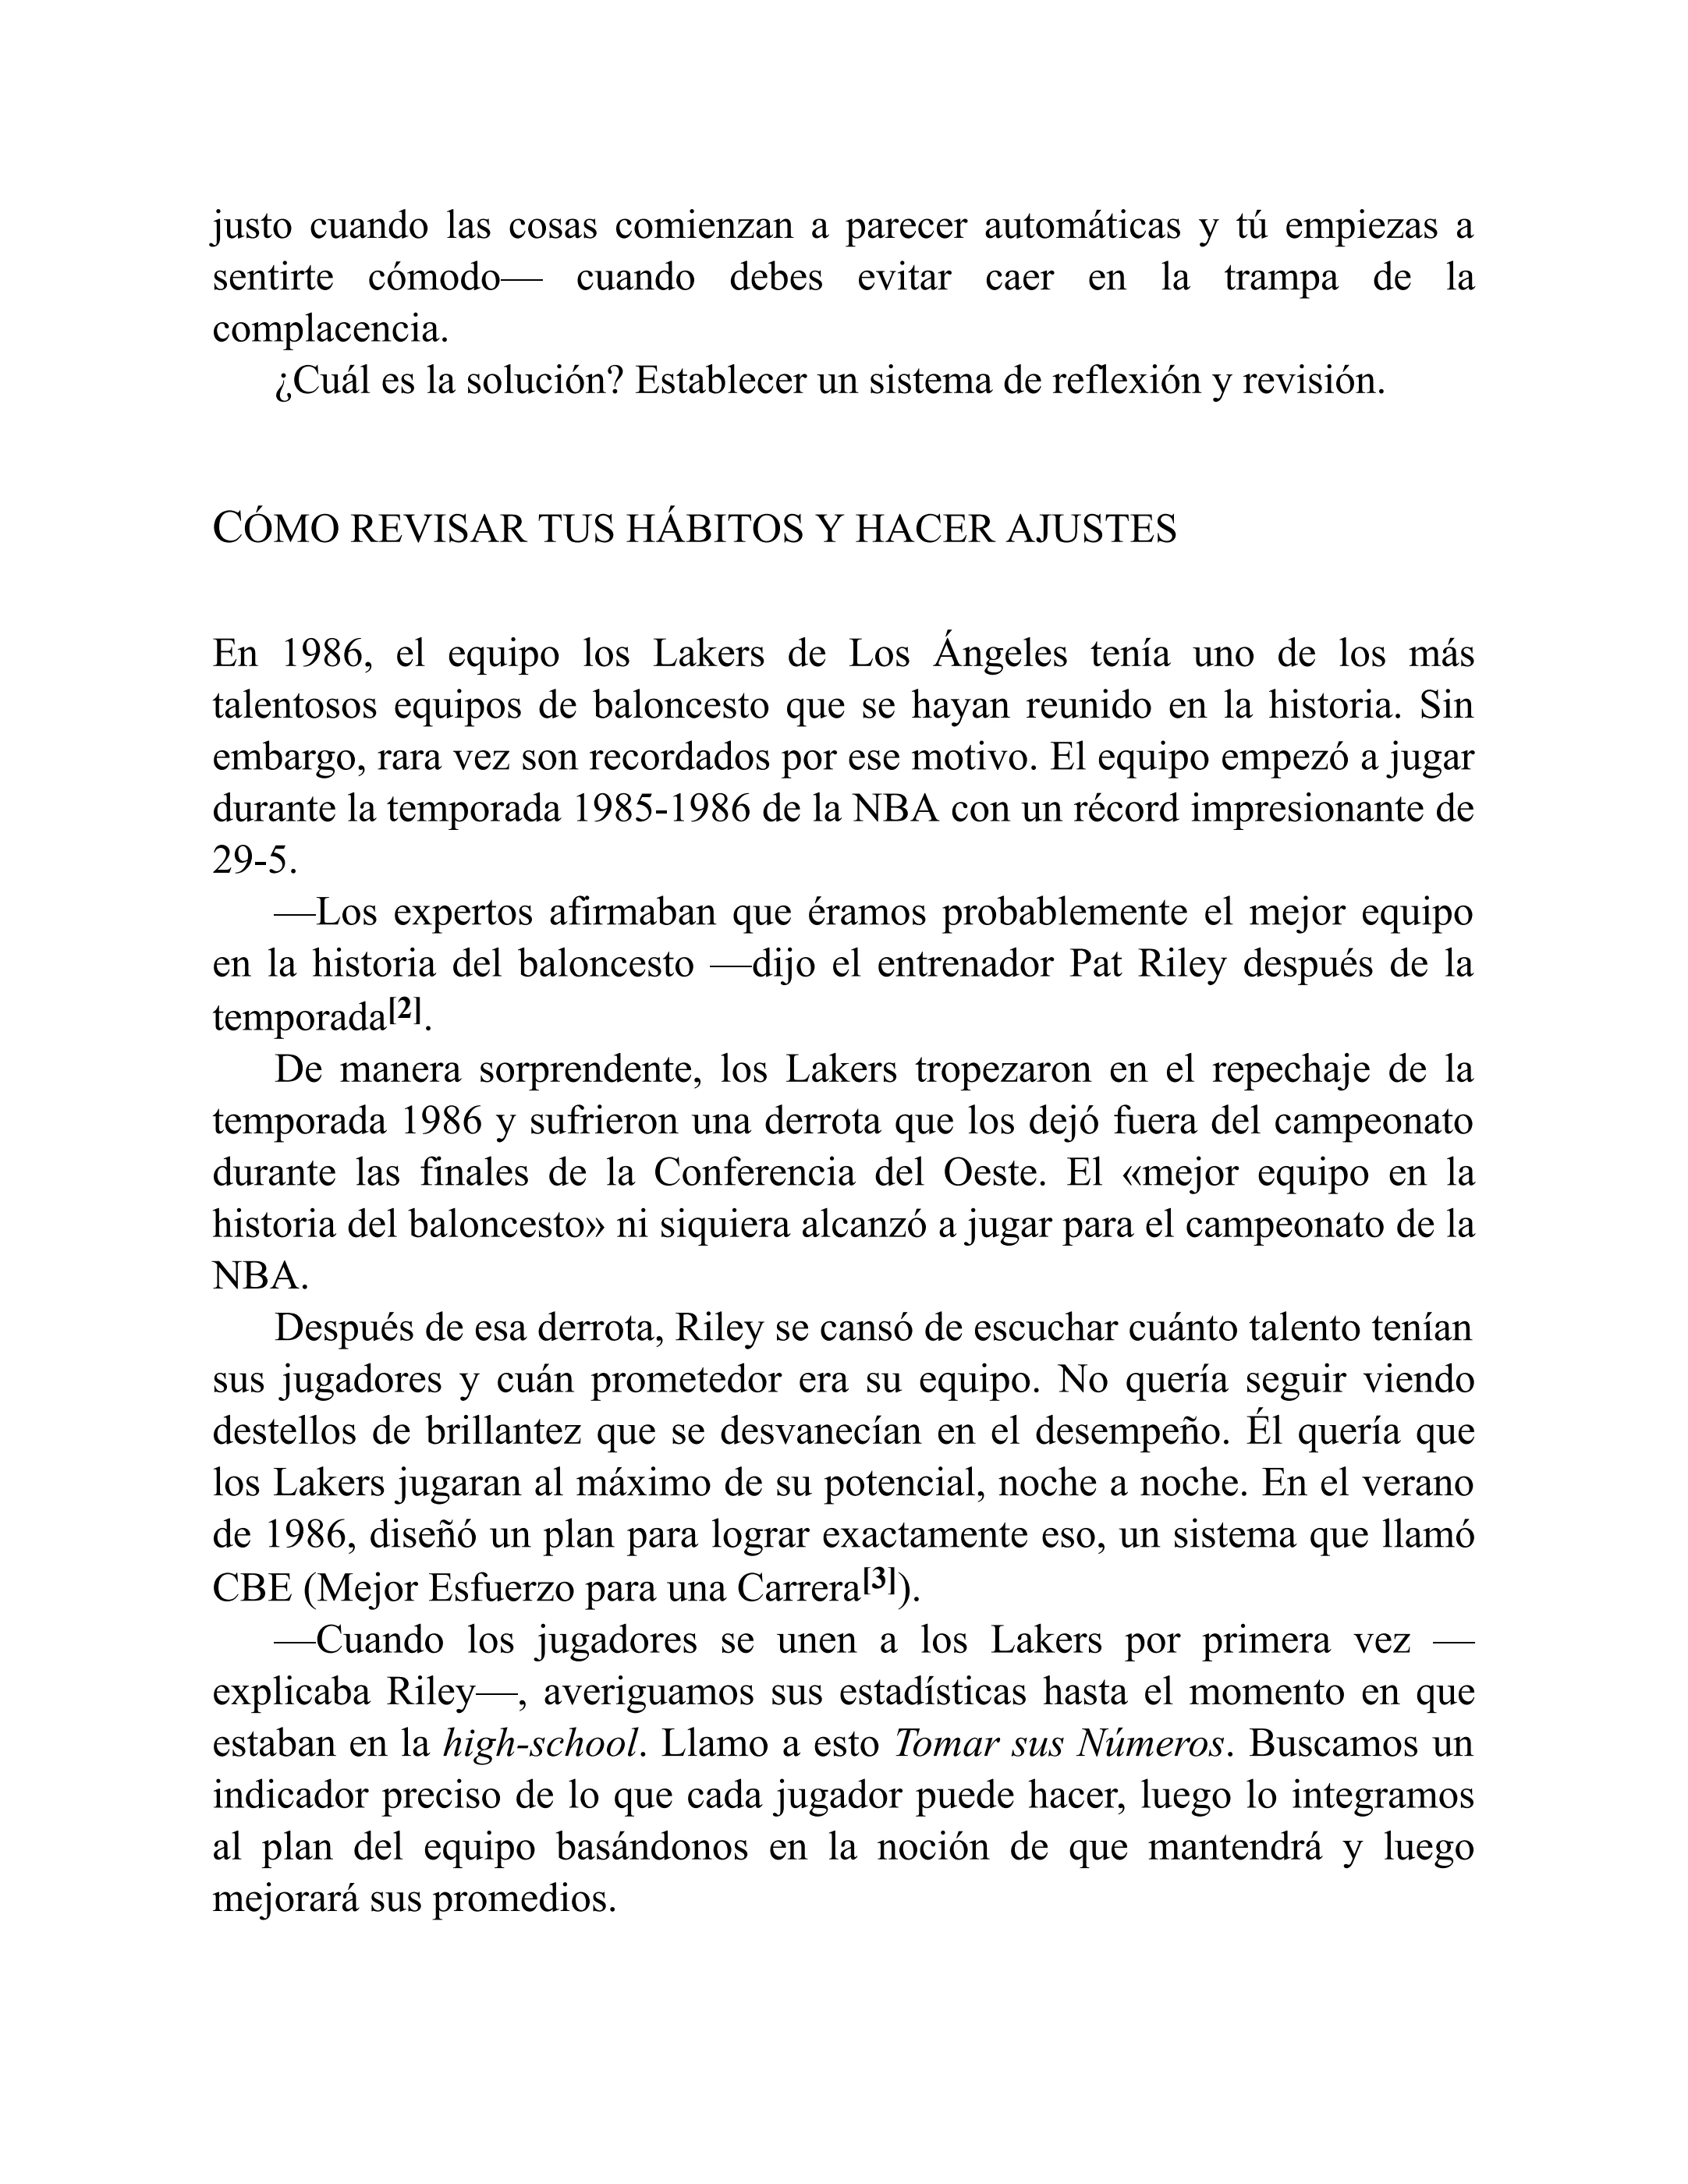 justo cuando las cosas comienzan a parecer automáticas y tú empiezas a
sentirte cómodo— cuando debes evitar caer en la trampa de la
complacencia.
¿Cuál es la solución? Establecer un sistema de reflexión y revisión.
CÓMO REVISAR TUS HÁBITOS Y HACER AJUSTES
En 1986, el equipo los Lakers de Los Ángeles tenía uno de los más
talentosos equipos de baloncesto que se hayan reunido en la historia. Sin
embargo, rara vez son recordados por ese motivo. El equipo empezó a jugar
durante la temporada 1985-1986 de la NBA con un récord impresionante de
29-5.
—Los expertos afirmaban que éramos probablemente el mejor equipo
en la historia del baloncesto —dijo el entrenador Pat Riley después de la
temporada[2].
De manera sorprendente, los Lakers tropezaron en el repechaje de la
temporada 1986 y sufrieron una derrota que los dejó fuera del campeonato
durante las finales de la Conferencia del Oeste. El «mejor equipo en la
historia del baloncesto» ni siquiera alcanzó a jugar para el campeonato de la
NBA.
Después de esa derrota, Riley se cansó de escuchar cuánto talento tenían
sus jugadores y cuán prometedor era su equipo. No quería seguir viendo
destellos de brillantez que se desvanecían en el desempeño. Él quería que
los Lakers jugaran al máximo de su potencial, noche a noche. En el verano
de 1986, diseñó un plan para lograr exactamente eso, un sistema que llamó
CBE (Mejor Esfuerzo para una Carrera[3]).
—Cuando los jugadores se unen a los Lakers por primera vez —
explicaba Riley—, averiguamos sus estadísticas hasta el momento en que
estaban en la high-school. Llamo a esto Tomar sus Números. Buscamos un
indicador preciso de lo que cada jugador puede hacer, luego lo integramos
al plan del equipo basándonos en la noción de que mantendrá y luego
mejorará sus promedios.